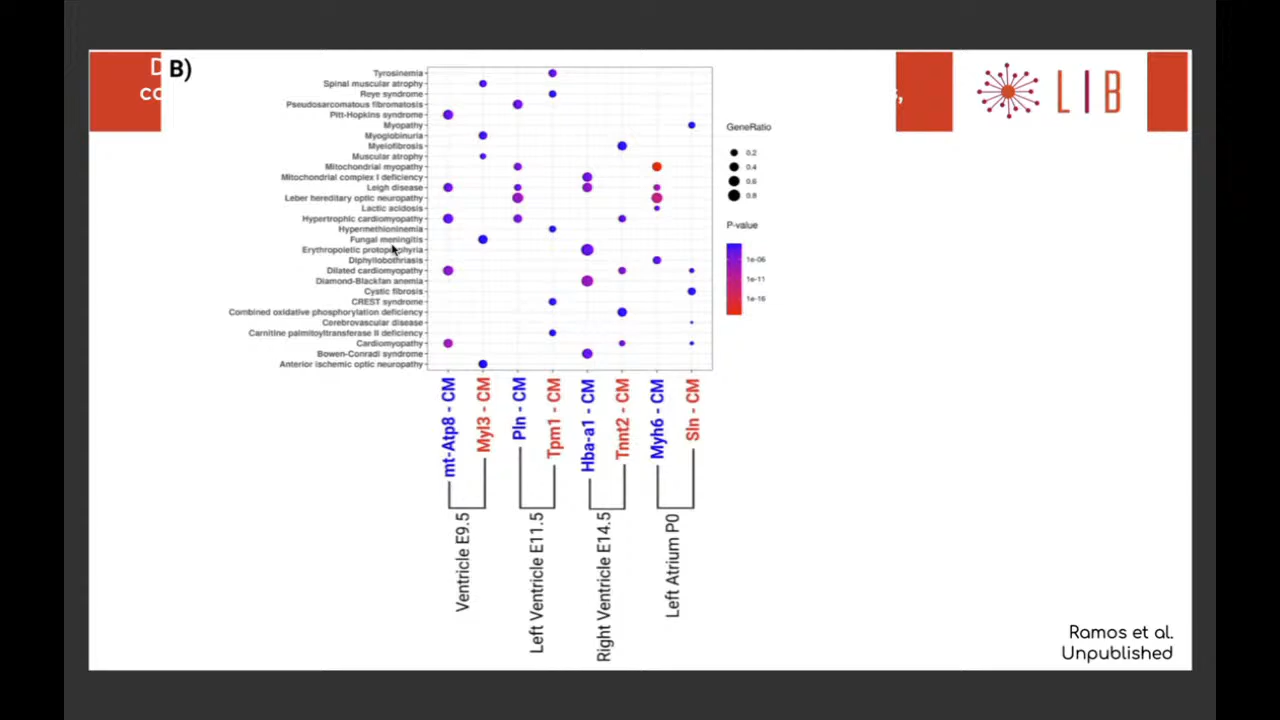 D
co
B)
,
LIB
Tyrosinemia
Spinal muscular atrophy
Reye syndrome
Pseudosarcomatous fibromatosis
Pitt-Hopkins syndrome
Myopathy
Myoglobinuria
Myelofibrosis
Muscular atrophy
Mitochondrial myopathy
Mitochondrial complex I deficiency
Leigh disease
Leber hereditary optic neuropathy
Lactic acidosis
Hypertrophic cardiomyopathy
Hypermethioninemia
Fungal meningitis
Erythropoietic protoporphyria
Diphyllobothriasis
Dilated cardiomyopathy
Diamond-Blackfan anemia
Cystic fibrosis
CREST syndrome
Combined oxidative phosphorylation deficiency
Cerebrovascular disease
Carnitine palmitoyltransferase II deficiency
Cardiomyopathy
Bowen-Conradi syndrome
Anterior ischemic optic neuropathy
GeneRatio
0.2
0.4
0.6
0.8
P-value
1e-06
1e-11
1e-16
mt-Atp8 - CM
Myl3 - CM
Pln - CM
Tpm1 - CM
Hba-a1 - CM
Tnnt2 - CM
Myh6 - CM
Sln - CM
Ventricle E9.5
Left Ventricle E11.5
Right Ventricle E14.5
Left Atrium P0
Ramos et al.
Unpublished